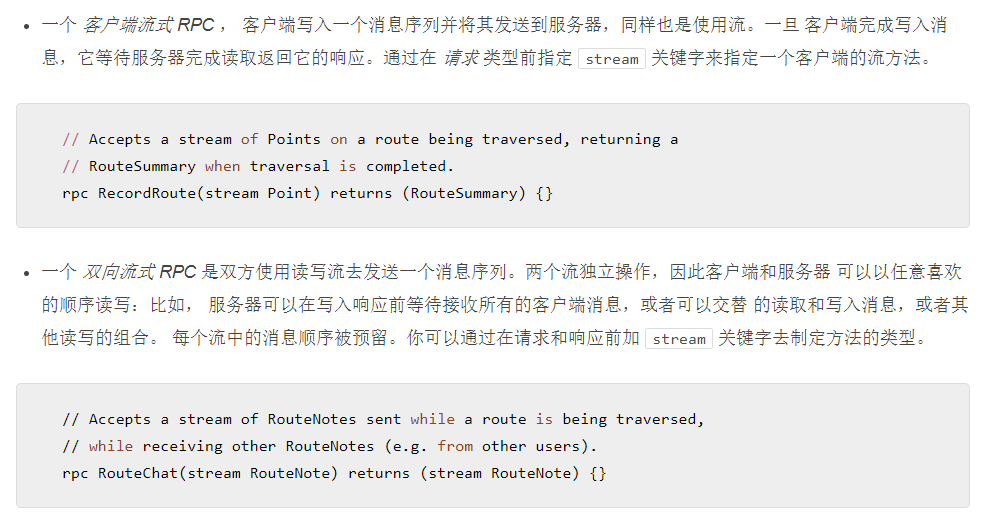 一个 客户端流式 RPC ， 客户端写入一个消息序列并将其发送到服务器，同样也是使用流。一旦 客户端完成写入消
息，它等待服务器完成读取返回它的响应。通过在 请求 类型前指定 stream 关键字来指定一个客户端的流方法。
// Accepts a stream of Points on a route being traversed, returning a
// RouteSummary when traversal is completed.
rpc RecordRoute(stream Point) returns (RouteSummary) {}
一个 双向流式 RPC 是双方使用读写流去发送一个消息序列。两个流独立操作，因此客户端和服务器 可以以任意喜欢
的顺序读写：比如， 服务器可以在写入响应前等待接收所有的客户端消息，或者可以交替 的读取和写入消息，或者其
他读写的组合。 每个流中的消息顺序被预留。你可以通过在请求和响应前加 stream 关键字去制定方法的类型。
// Accepts a stream of RouteNotes sent while a route is being traversed,
// while receiving other RouteNotes (e.g. from other users).
rpc RouteChat(stream RouteNote) returns (stream RouteNote) {}